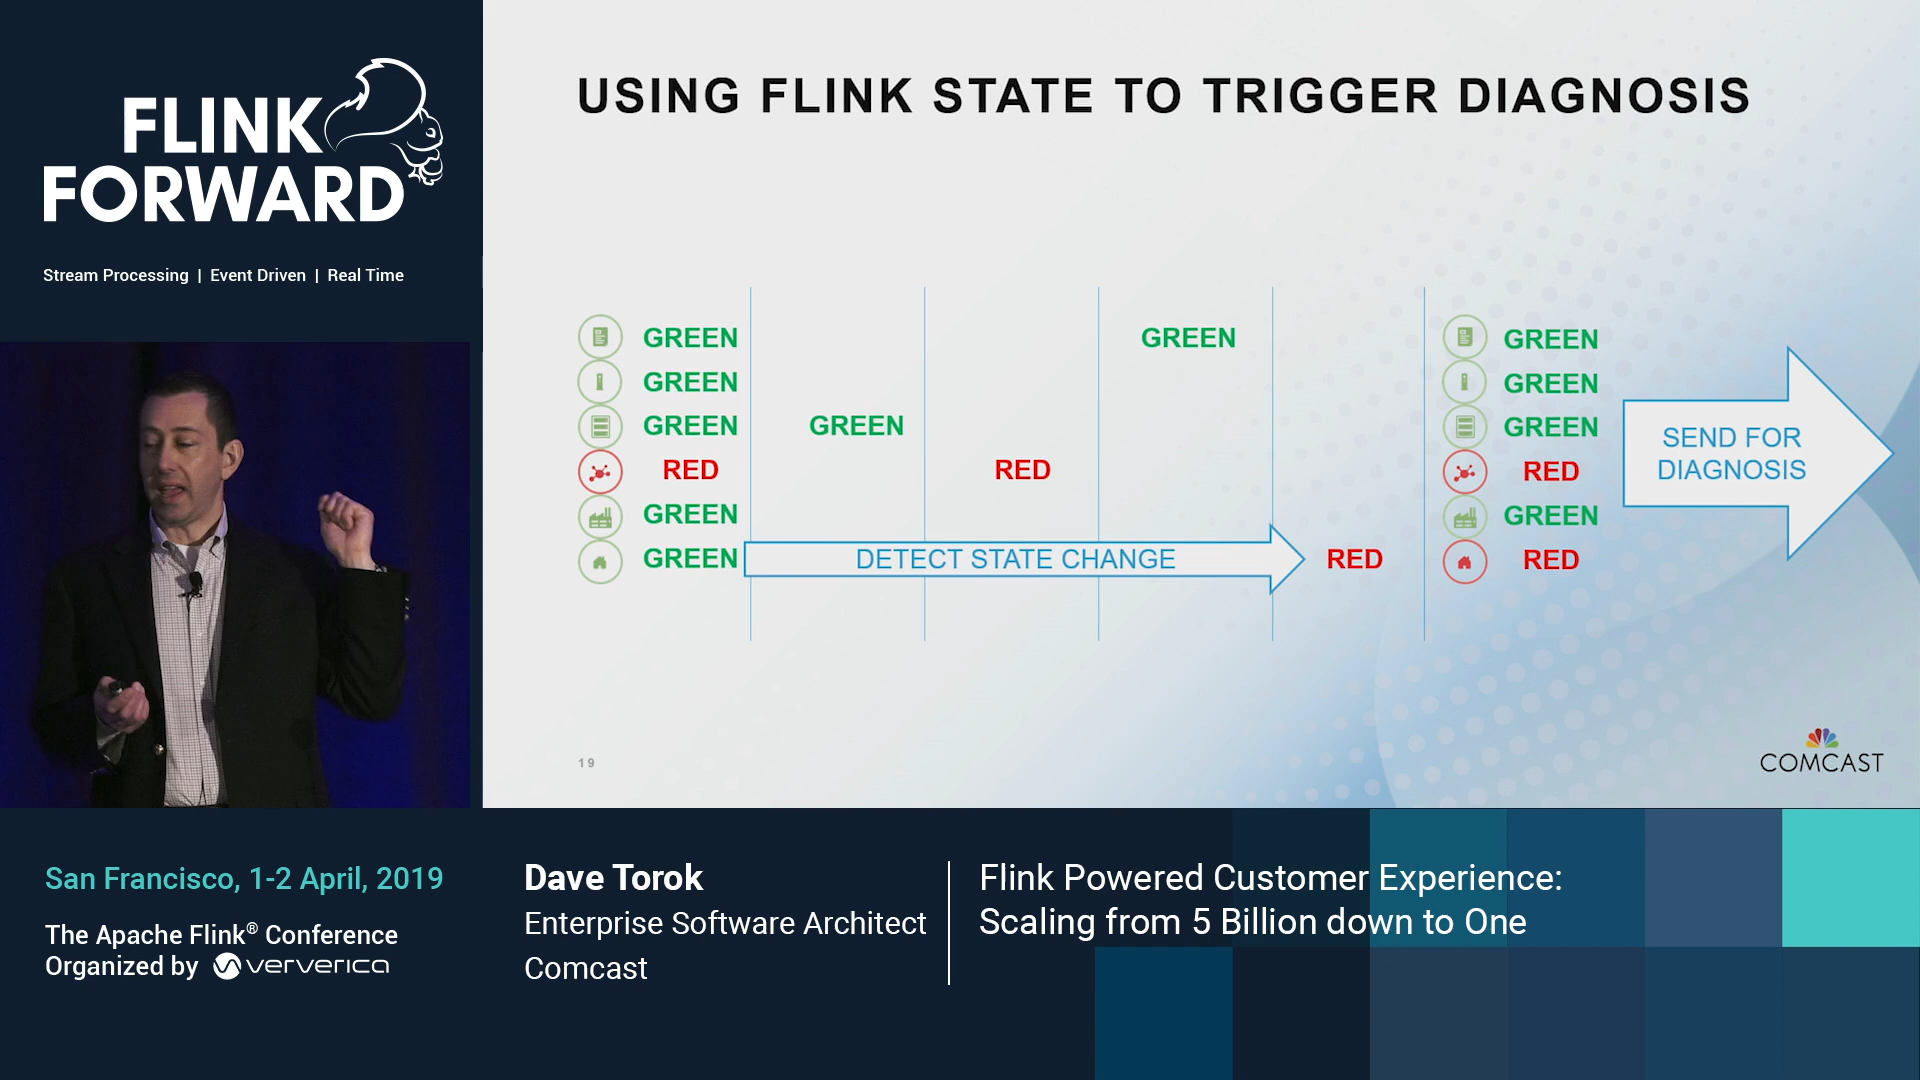 FLINK
FORWARD
Stream Processing | Event Driven | Real Time
USING FLINK STATE TO TRIGGER DIAGNOSIS
GREEN GREEN GREEN
GREEN GREEN
GREEN GREEN GREEN
RED RED RED
GREEN GREEN
GREEN DETECT STATE CHANGE RED RED
SEND FOR
DIAGNOSIS
19
COMCAST
San Francisco, 1-2 April, 2019
The Apache Flink® Conference
Organized by ververica
Dave Torok
Enterprise Software Architect
Comcast
Flink Powered Customer Experience:
Scaling from 5 Billion down to One